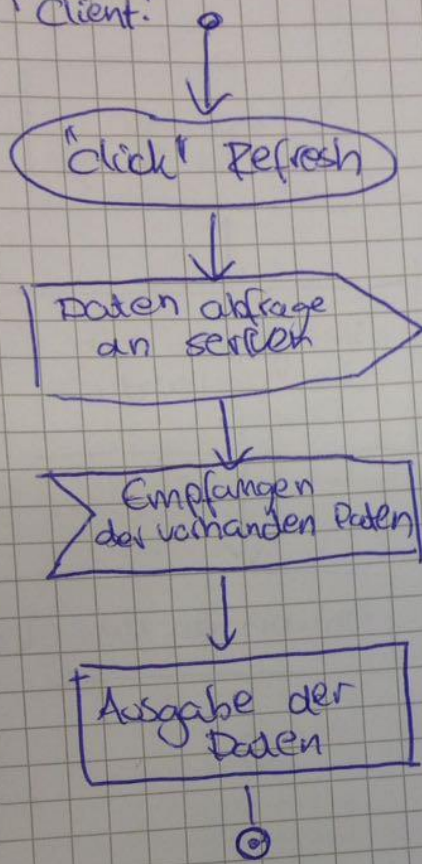 Client:
"click" Refresh
Daten abfrage
an server
Empfangen
der vorhanden Daten
Ausgabe der
Daten